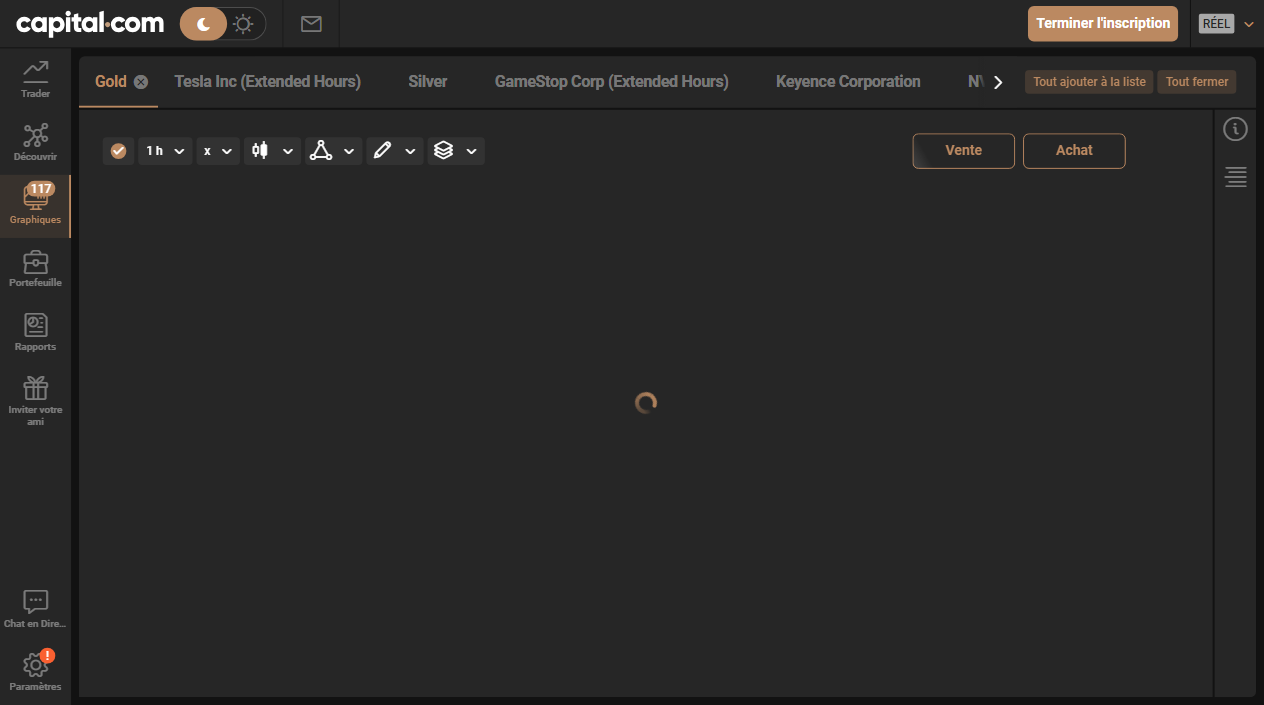 capital.com
Terminer l'inscription
RÉEL
Gold
Tesla Inc (Extended Hours)
Silver
GameStop Corp (Extended Hours)
Keyence Corporation
Tout ajouter à la liste
Tout fermer
Trader
Découvrir
117
Graphiques
Portefeuille
Rapports
Inviter votre
ami
Chat en Dire...
!
Paramètres
1 h
x
Vente
Achat